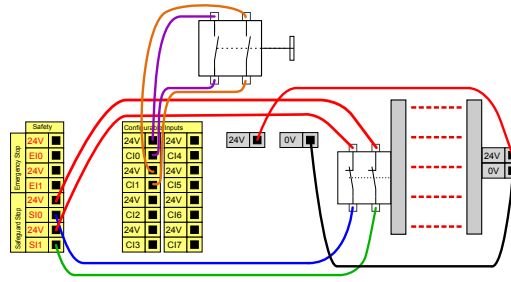 Safety
Emergency Stop
24V
EI0
24V
EI1
Safeguard Stop
24V
SI0
24V
SI1
Configurable Inputs
24V 24V
CI0 CI4
24V 24V
CI1 CI5
24V 24V
CI2 CI6
24V 24V
CI3 CI7
24V 0V
24V
0V